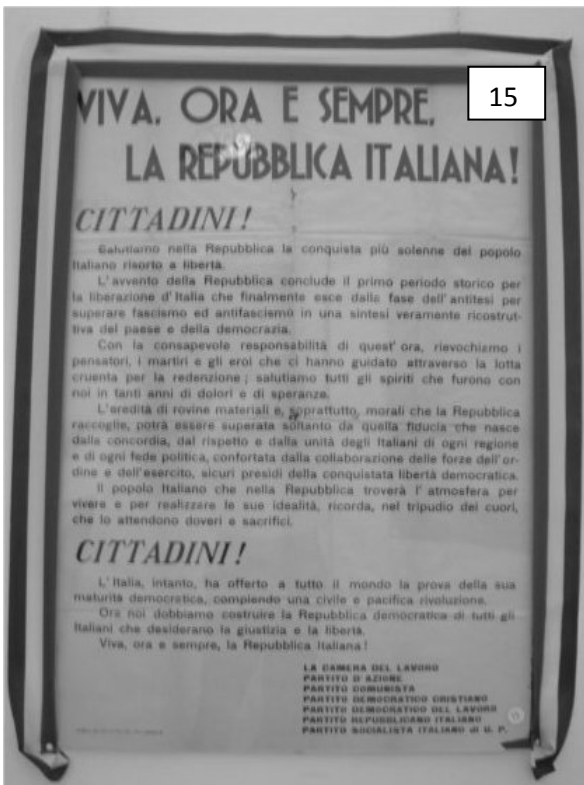 15
VIVA, ORA E SEMPRE,
LA REPUBBLICA ITALIANA!
CITTADINI!
Salutiamo nella Repubblica la conquista più solenne del popolo
Italiano risorto a libertà.
L'avvento della Repubblica conclude il primo periodo storico per
la liberazione d'Italia che finalmente esce dalla fase dell'antitesi per
superare fascismo ed antifascismo in una sintesi veramente ricostrut-
tiva del paese e della democrazia.
Con la consapevole responsabilità di quest'ora, rievochiamo i
pensatori, i martiri e gli eroi che ci hanno guidato attraverso la lotta
cruenta per la redenzione; salutiamo tutti gli spiriti che furono con
noi in tanti anni di dolori e di speranze.
L'eredità di rovine materiali e, soprattutto, morali che la Repubblica
raccoglie, potrà essere superata soltanto da quella fiducia che nasce
dalla concordia, dal rispetto e dalla unità degli Italiani di ogni regione
e di ogni fede politica, confortata dalla collaborazione delle forze dell'or-
dine e dell'esercito, sicuri presidi della conquistata libertà democratica.
Il popolo Italiano che nella Repubblica troverà l'atmosfera per
vivere e per realizzare le sue idealità, ricorda, nel tripudio dei cuori,
che lo attendono doveri e sacrifici.
CITTADINI!
L'Italia, intanto, ha offerto a tutto il mondo la prova della sua
maturità democratica, compiendo una civile e pacifica rivoluzione.
Ora noi dobbiamo costruire la Repubblica democratica di tutti gli
Italiani che desiderano la giustizia e la libertà.
Viva, ora e sempre, la Repubblica Italiana!
LA CAMERA DEL LAVORO
PARTITO D'AZIONE
PARTITO COMUNISTA
PARTITO DEMOCRATICO CRISTIANO
PARTITO DEMOCRATICO DEL LAVORO
PARTITO REPUBBLICANO ITALIANO
PARTITO SOCIALISTA ITALIANO di U. P.